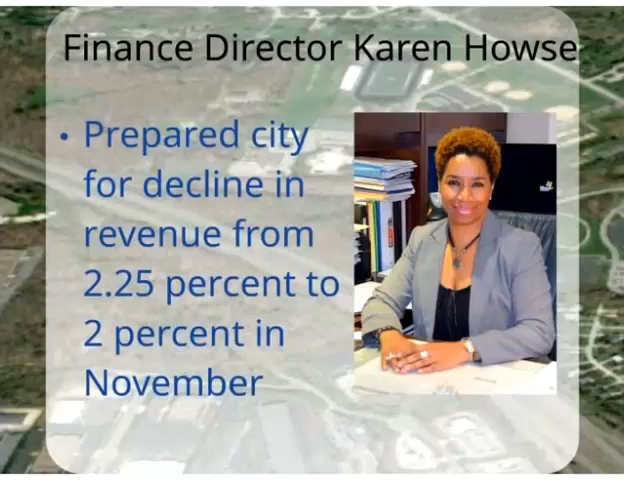 Finance Director Karen Howse
• Prepared city
for decline in
revenue from
2.25 percent to
2 percent in
November